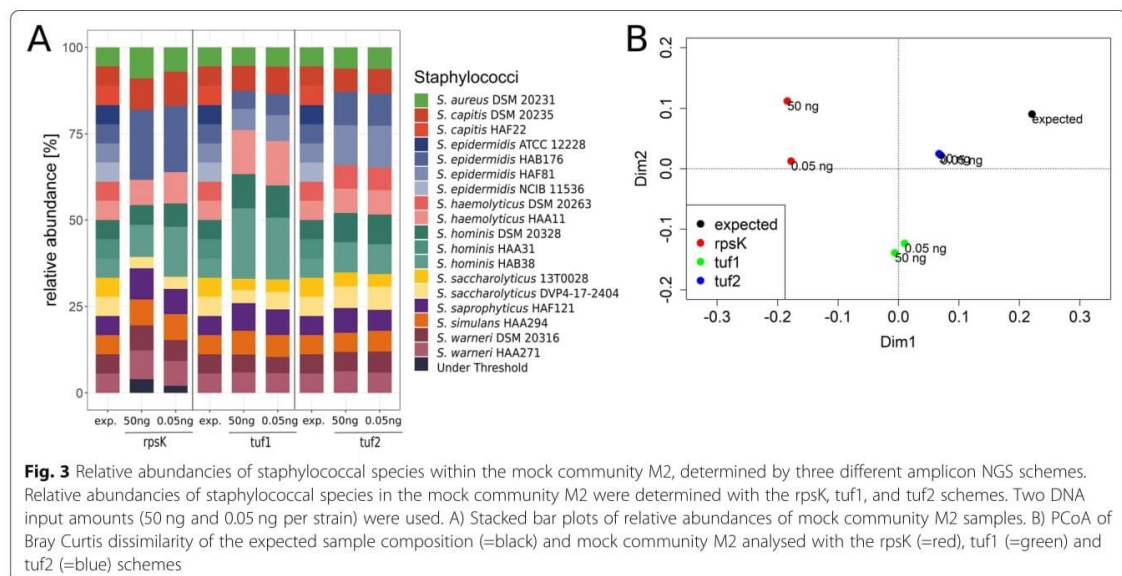 A
relative abundance [%]
100
75
50
25
0
exp. 50ng 0.05ng exp. 50ng 0.05ng exp. 50ng 0.05ng
rpsK tuf1 tuf2
Staphylococci
S. aureus DSM 20231
S. capitis DSM 20235
S. capitis HAF22
S. epidermidis ATCC 12228
S. epidermidis HAB176
S. epidermidis HAF81
S. epidermidis NCIB 11536
S. haemolyticus DSM 20263
S. haemolyticus HAA11
S. hominis DSM 20328
S. hominis HAA31
S. hominis HAB38
S. saccharolyticus 13T0028
S. saccharolyticus DVP4-17-2404
S. saprophyticus HAF121
S. simulans HAA294
S. warneri DSM 20316
S. warneri HAA271
Under Threshold
B
Dim2
0.2
0.1
0.0
-0.1
-0.2
50 ng
0.05 ng
expected
50 ng
0.05 ng
0.05 ng
50 ng
expected
rpsK
tuf1
tuf2
-0.3 -0.2 -0.1 0.0 0.1 0.2 0.3
Dim1
Fig. 3 Relative abundancies of staphylococcal species within the mock community M2, determined by three different amplicon NGS schemes.
Relative abundancies of staphylococcal species in the mock community M2 were determined with the rpsK, tuf1, and tuf2 schemes. Two DNA
input amounts (50 ng and 0.05 ng per strain) were used. A) Stacked bar plots of relative abundances of mock community M2 samples. B) PCoA of
Bray Curtis dissimilarity of the expected sample composition (=black) and mock community M2 analysed with the rpsK (=red), tuf1 (=green) and
tuf2 (=blue) schemes